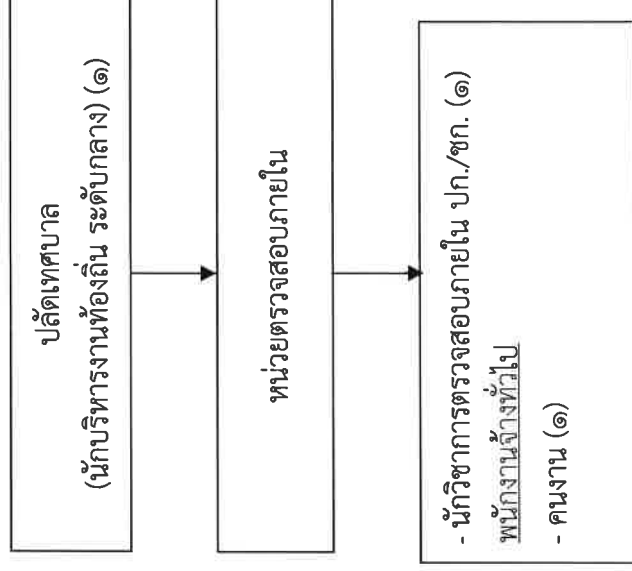 ปลัดเทศบาล
(นักบริหารงานท้องถิ่น ระดับกลาง) (๑)
หน่วยตรวจสอบภายใน
- นักวิชาการตรวจสอบภายใน ปก./ชก. (๑)
พนักงานจ้างทั่วไป
- คนงาน (๑)